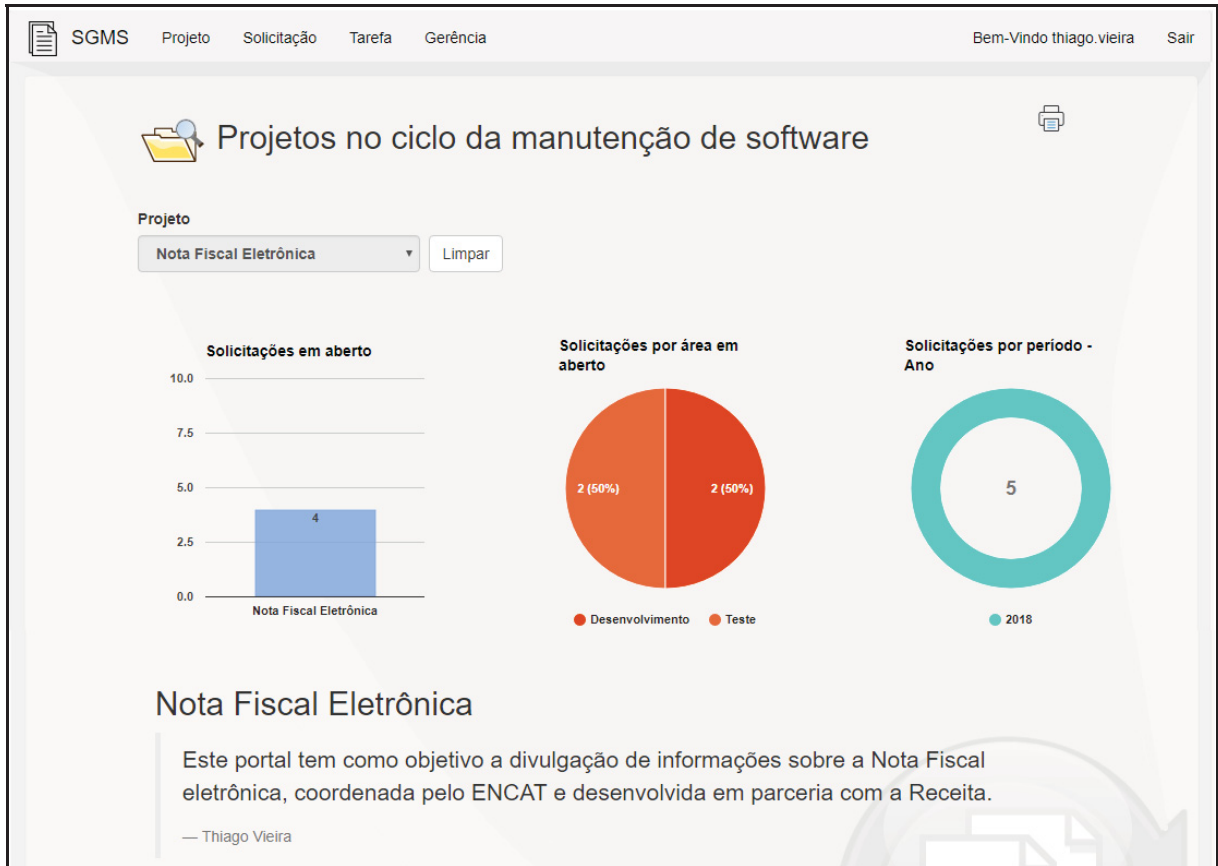 SGMS Projeto Solicitação Tarefa Gerência Bem-Vindo thiago.vieira Sair
Projetos no ciclo da manutenção de software
Projeto
Nota Fiscal Eletrônica Limpar
Solicitações em aberto
10.0
7.5
5.0
2.5
0.0
4
Nota Fiscal Eletrônica
Solicitações por área em
aberto
2 (50%) 2 (50%)
Desenvolvimento Teste
Solicitações por período -
Ano
5
2018
Nota Fiscal Eletrônica
Este portal tem como objetivo a divulgação de informações sobre a Nota Fiscal
eletrônica, coordenada pelo ENCAT e desenvolvida em parceria com a Receita.
— Thiago Vieira